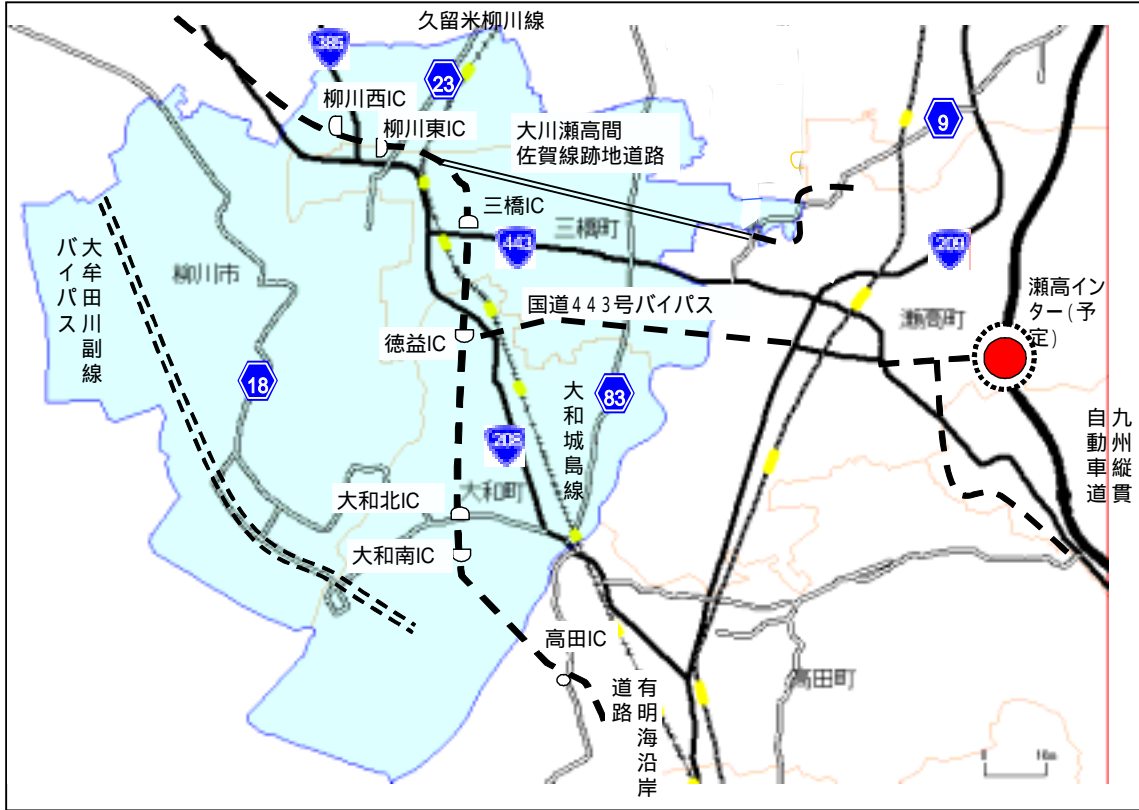 久留米柳川線
385
23
柳川西IC
柳川東IC
大川瀬高間
佐賀線跡地道路
9
三橋IC
三橋町
443
209
大牟田川副線
バイパス
柳川市
国道443号バイパス
瀬高町
瀬高イン
ター(予
定)
徳益IC
18
大和城島線
83
208
九州縦貫
自動車道
大和北IC
大和町
大和南IC
高田IC
有明海沿岸
道路
高田町
0